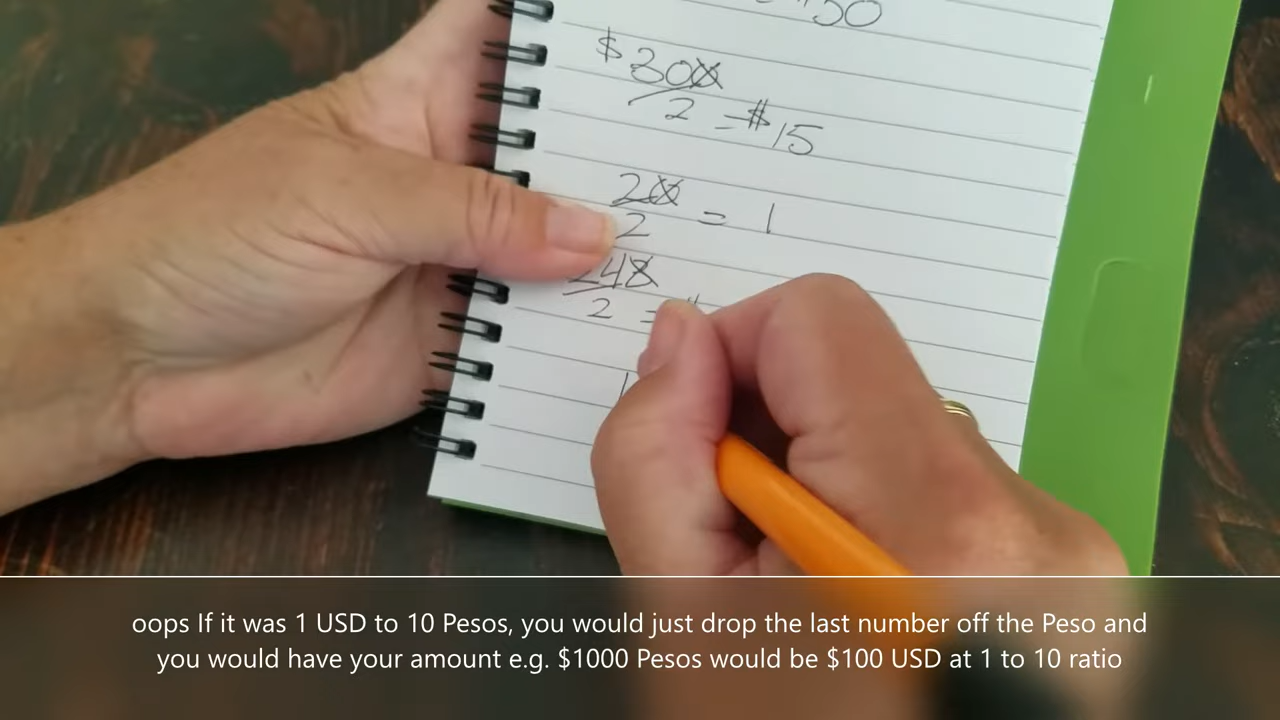 $300
2 = $15
20
2 = 1
248
2 =
oops If it was 1 USD to 10 Pesos, you would just drop the last number off the Peso and
you would have your amount e.g. $1000 Pesos would be $100 USD at 1 to 10 ratio